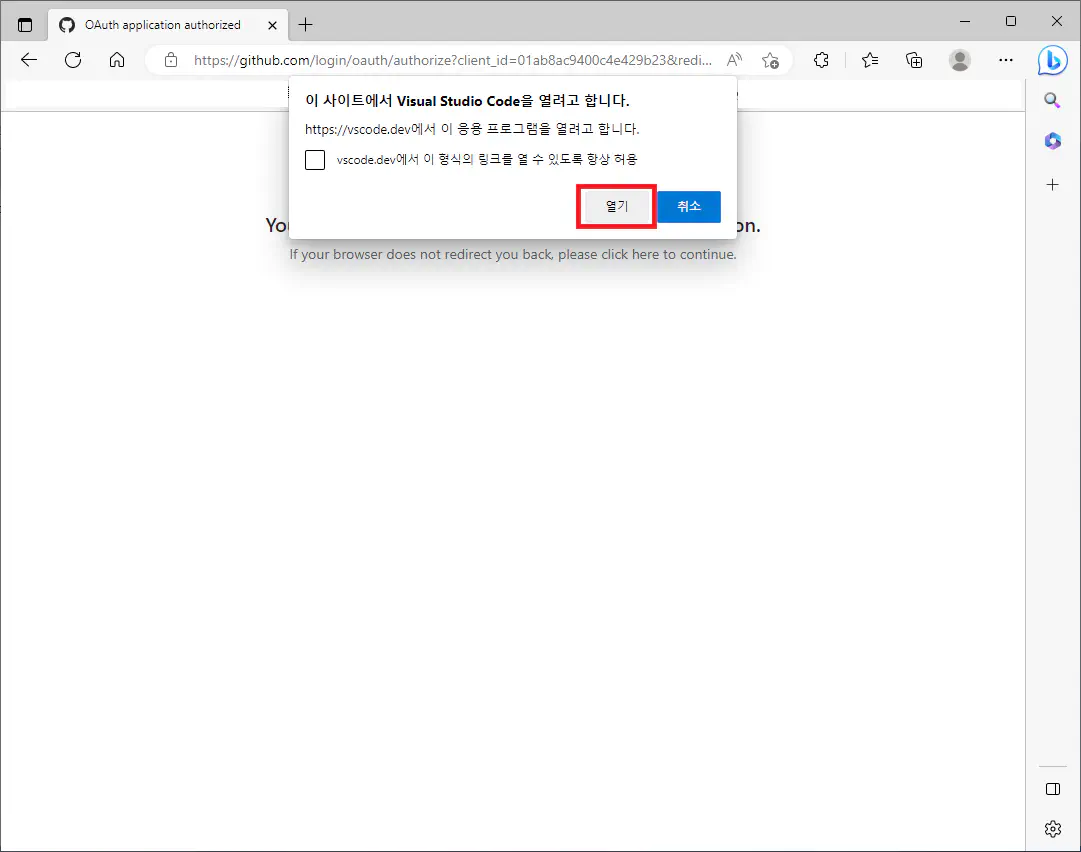 OAuth application authorized
https://github.com/login/oauth/authorize?client_id=01ab8ac9400c4e429b23&redi...
이 사이트에서 Visual Studio Code을 열려고 합니다.
https://vscode.dev에서 이 응용 프로그램을 열려고 합니다.
vscode.dev에서 이 형식의 링크를 열 수 있도록 항상 허용
열기 취소
If your browser does not redirect you back, please click here to continue.